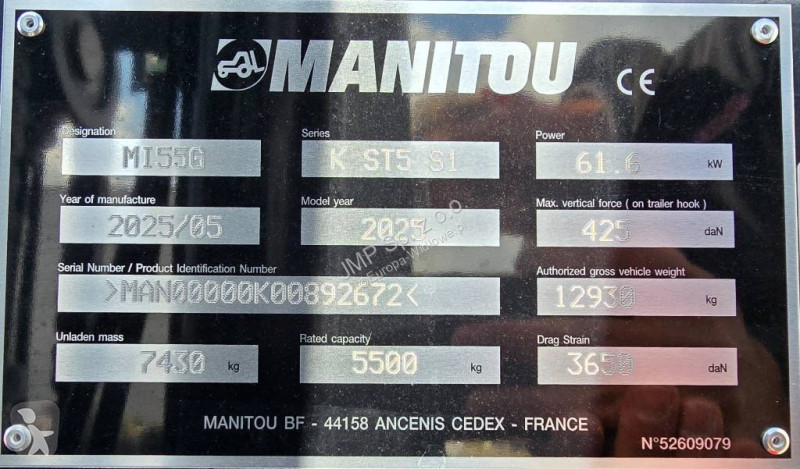 MANITOU CE
Designation Series Power
MI55G K ST5 S1 61.6 kW
Year of manufacture Model year Max. vertical force ( on trailer hook )
2025/05 2025 425 daN
Serial Number / Product Identification Number Authorized gross vehicle weight
>MAN00000K00892672< 12930 kg
Unladen mass Rated capacity Drag Strain
7430 kg 5500 kg 3650 daN
MANITOU BF - 44158 ANCENIS CEDEX - FRANCE
N°52609079
JMP Sp. z o.o.